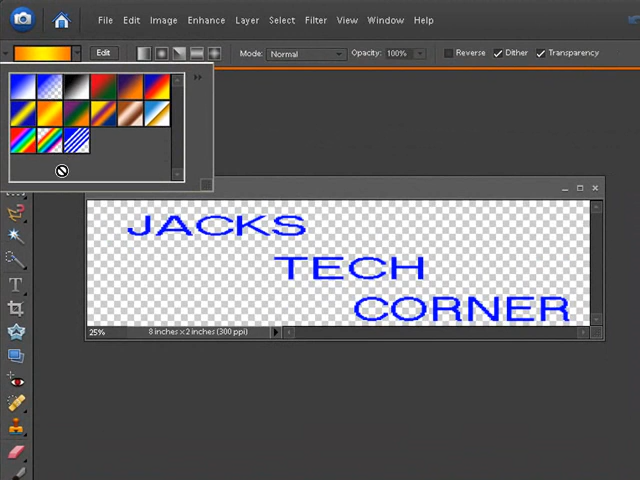 File Edit Image Enhance Layer Select Filter View Window Help
Edit Mode: Normal Opacity: 100% Reverse Dither Transparency
JACKS
TECH
CORNER
25% 8 inches x 2 inches (300 ppi)